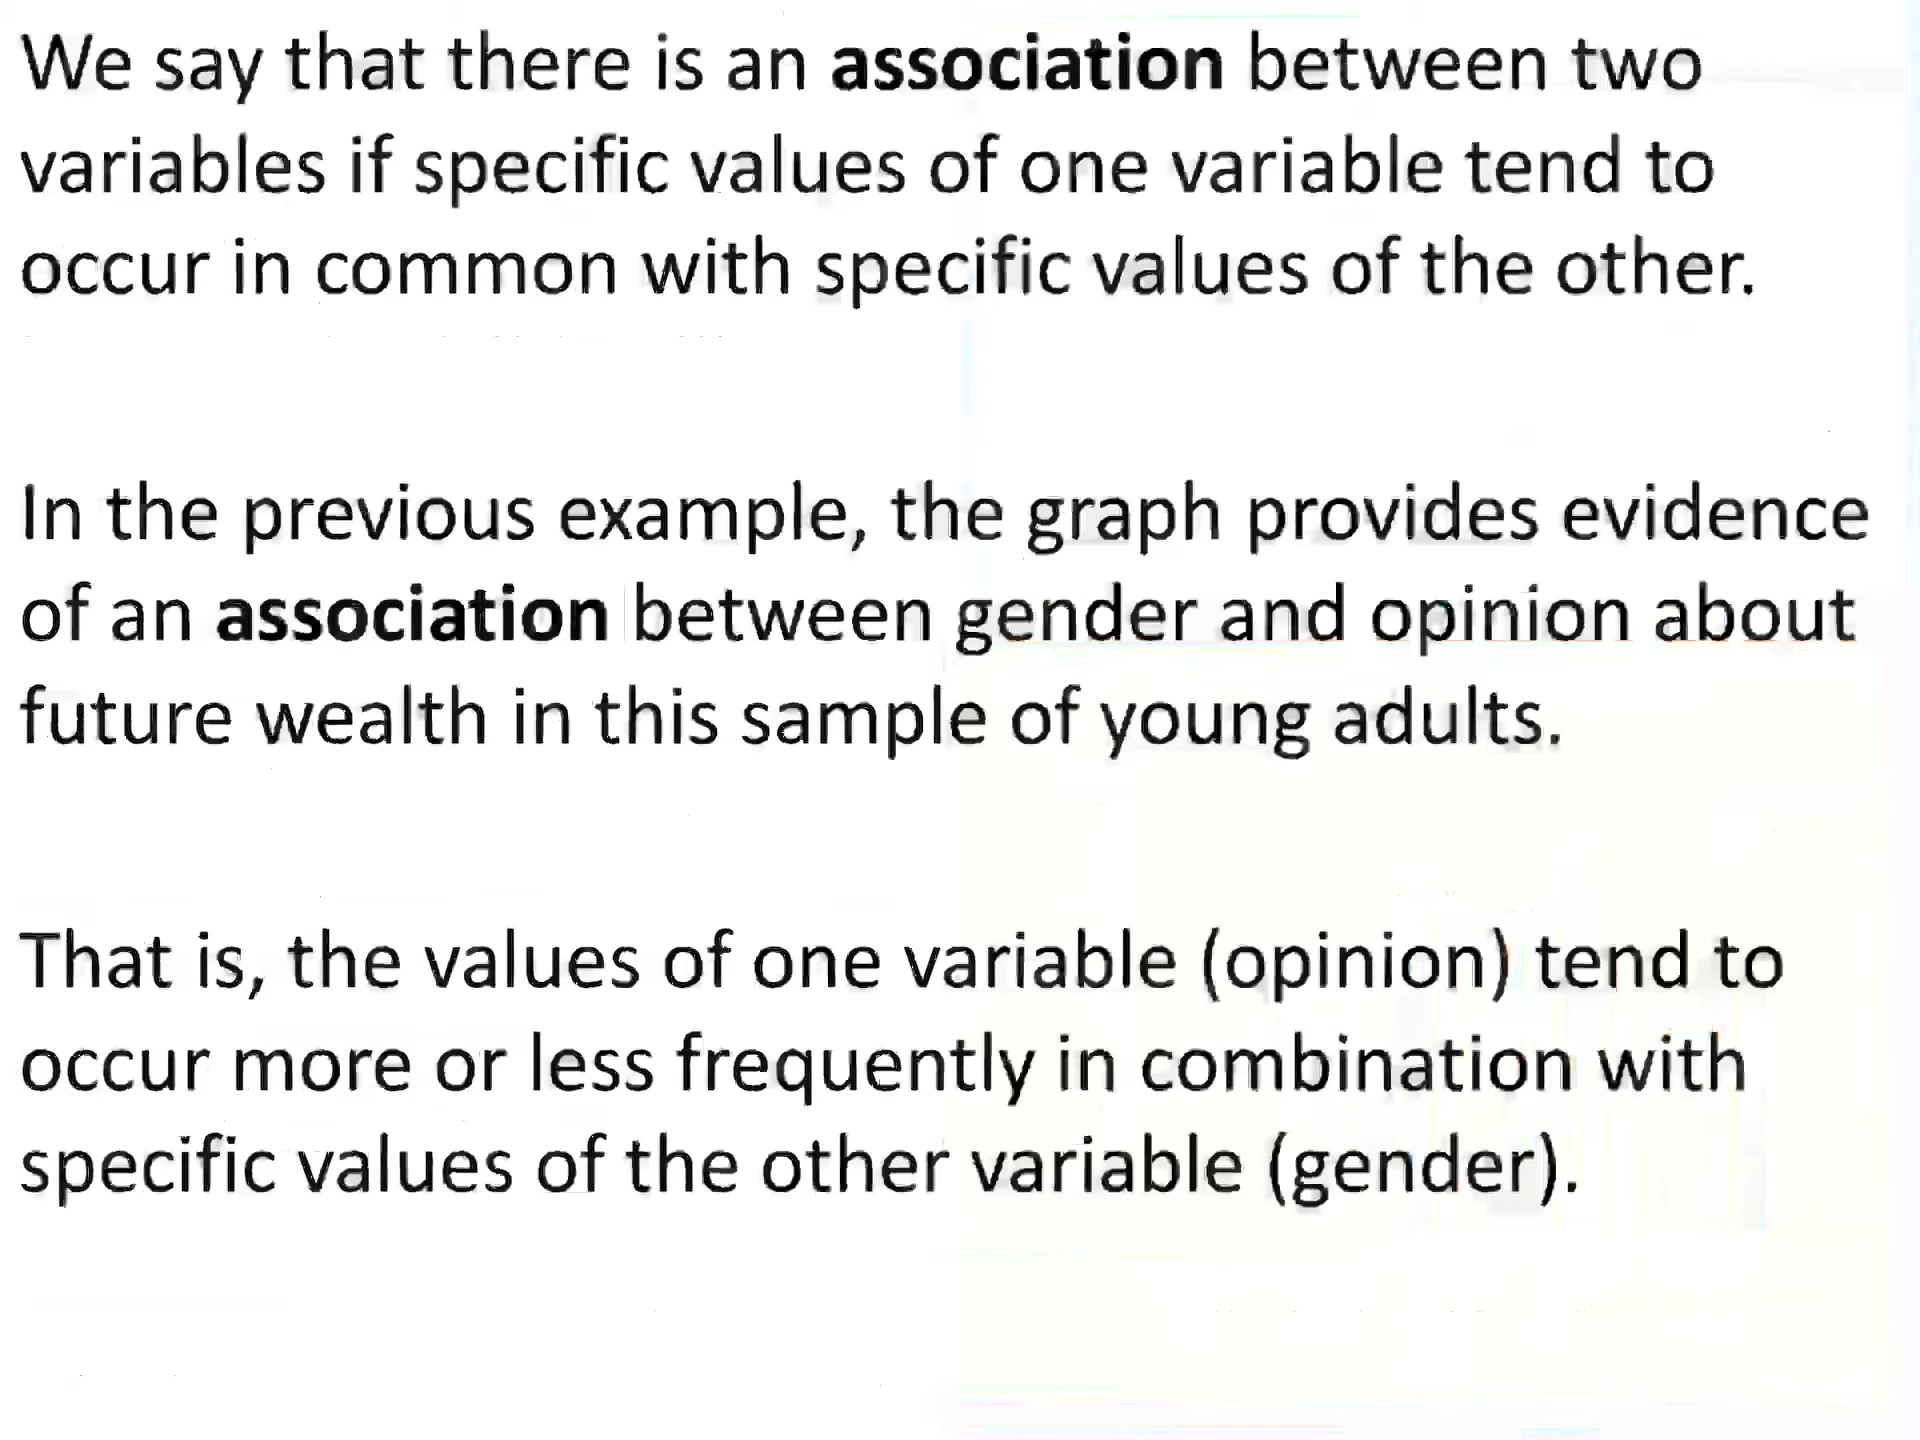 We say that there is an association between two
variables if specific values of one variable tend to
occur in common with specific values of the other.
In the previous example, the graph provides evidence
of an association between gender and opinion about
future wealth in this sample of young adults.
That is, the values of one variable (opinion) tend to
occur more or less frequently in combination with
specific values of the other variable (gender).